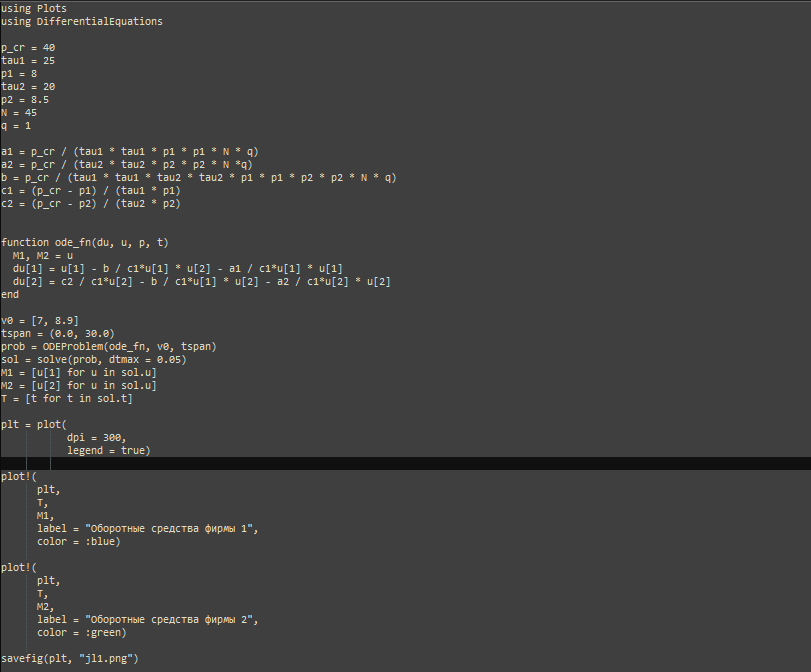 using Plots
using DifferentialEquations

p_cr = 40
tau1 = 25
p1 = 8
tau2 = 20
p2 = 8.5
N = 45
q = 1

a1 = p_cr / (tau1 * tau1 * p1 * p1 * N * q)
a2 = p_cr / (tau2 * tau2 * p2 * p2 * N *q)
b = p_cr / (tau1 * tau1 * tau2 * tau2 * p1 * p1 * p2 * p2 * N * q)
c1 = (p_cr - p1) / (tau1 * p1)
c2 = (p_cr - p2) / (tau2 * p2)


function ode_fn(du, u, p, t)
  M1, M2 = u
  du[1] = u[1] - b / c1*u[1] * u[2] - a1 / c1*u[1] * u[1]
  du[2] = c2 / c1*u[2] - b / c1*u[1] * u[2] - a2 / c1*u[2] * u[2]
end

v0 = [7, 8.9]
tspan = (0.0, 30.0)
prob = ODEProblem(ode_fn, v0, tspan)
sol = solve(prob, dtmax = 0.05)
M1 = [u[1] for u in sol.u]
M2 = [u[2] for u in sol.u]
T = [t for t in sol.t]

plt = plot(
           dpi = 300,
           legend = true)

plot!(
      plt,
      T,
      M1,
      label = "Оборотные средства фирмы 1",
      color = :blue)

plot!(
      plt,
      T,
      M2,
      label = "Оборотные средства фирмы 2",
      color = :green)

savefig(plt, "jl1.png")